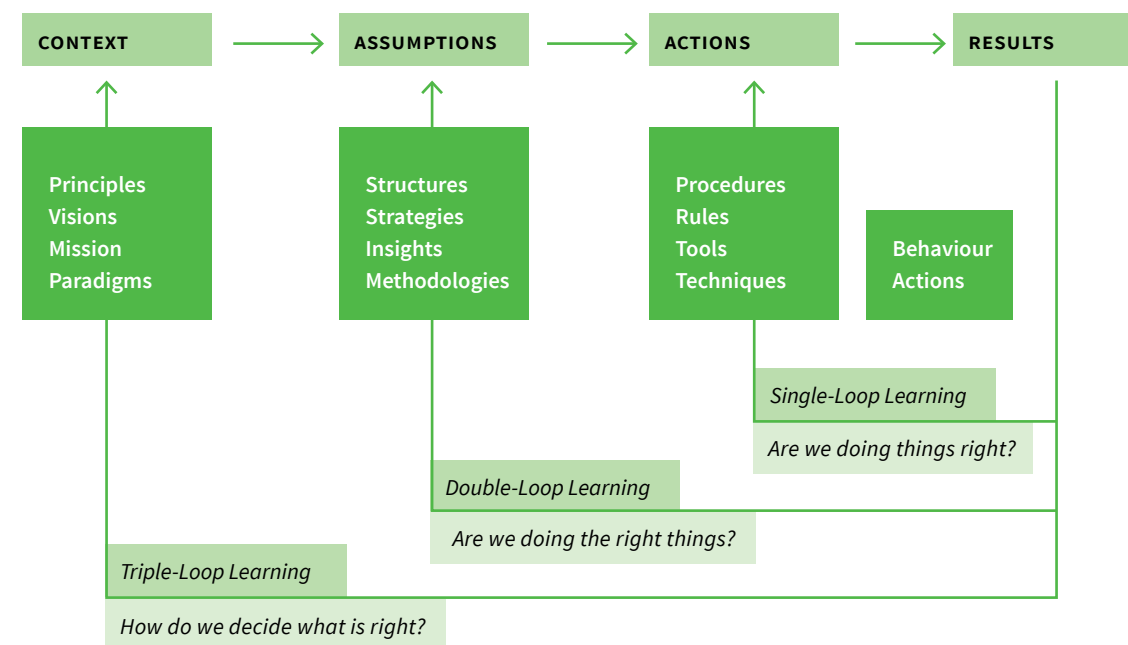 CONTEXT
ASSUMPTIONS
ACTIONS
RESULTS
Principles
Visions
Mission
Paradigms
Structures
Strategies
Insights
Methodologies
Procedures
Rules
Tools
Techniques
Behaviour
Actions
Single-Loop Learning
Are we doing things right?
Double-Loop Learning
Are we doing the right things?
Triple-Loop Learning
How do we decide what is right?